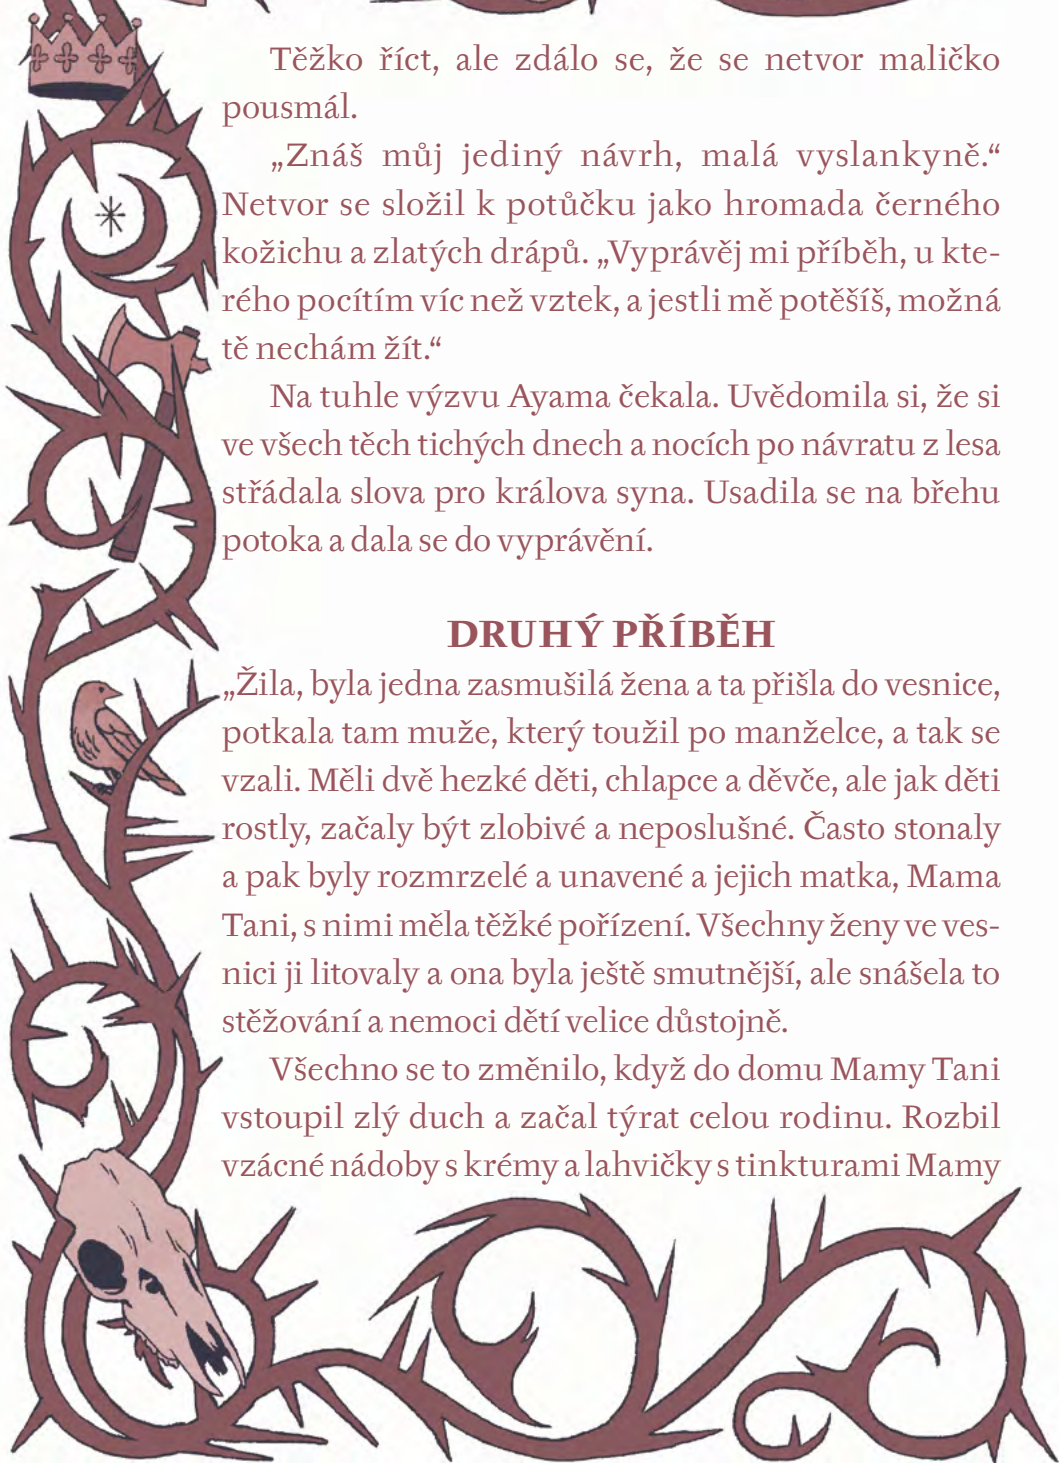 Těžko říct, ale zdálo se, že se netvor maličko
pousmál.
„Znáš můj jediný návrh, malá vyslankyně.“
Netvor se složil k potůčku jako hromada černého
kožichu a zlatých drápů. „Vyprávěj mi příběh, u kte-
rého pocítím víc než vztek, a jestli mě potěšíš, možná
tě nechám žít.“
Na tuhle výzvu Ayama čekala. Uvědomila si, že si
ve všech těch tichých dnech a nocích po návratu z lesa
střádala slova pro králova syna. Usadila se na břehu
potoka a dala se do vyprávění.
DRUHÝ PŘÍBĚH
„Žila, byla jedna zasmušilá žena a ta přišla do vesnice,
potkala tam muže, který toužil po manželce, a tak se
vzali. Měli dvě hezké děti, chlapce a děvče, ale jak děti
rostly, začaly být zlobivé a neposlušné. Často stonaly
a pak byly rozmrzelé a unavené a jejich matka, Mama
Tani, s nimi měla těžké pořízení. Všechny ženy ve ves-
nici ji litovaly a ona byla ještě smutnější, ale snášela to
stěžování a nemoci dětí velice důstojně.
Všechno se to změnilo, když do domu Mamy Tani
vstoupil zlý duch a začal týrat celou rodinu. Rozbil
vzácné nádoby s krémy a lahvičky s tinkturami Mamy